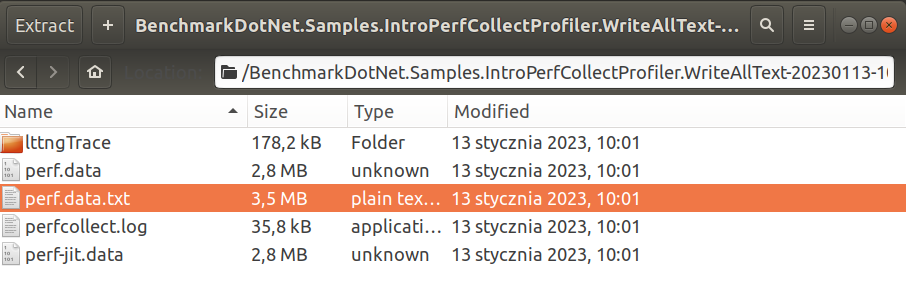 Extract + BenchmarkDotNet.Samples.IntroPerfCollectProfiler.WriteAllText-...
Location: /BenchmarkDotNet.Samples.IntroPerfCollectProfiler.WriteAllText-20230113-10
Name Size Type Modified
lttngTrace 178,2 kB Folder 13 stycznia 2023, 10:01
perf.data 2,8 MB unknown 13 stycznia 2023, 10:01
perf.data.txt 3,5 MB plain tex... 13 stycznia 2023, 10:01
perfcollect.log 35,8 kB applicati... 13 stycznia 2023, 10:01
perf-jit.data 2,8 MB unknown 13 stycznia 2023, 10:01